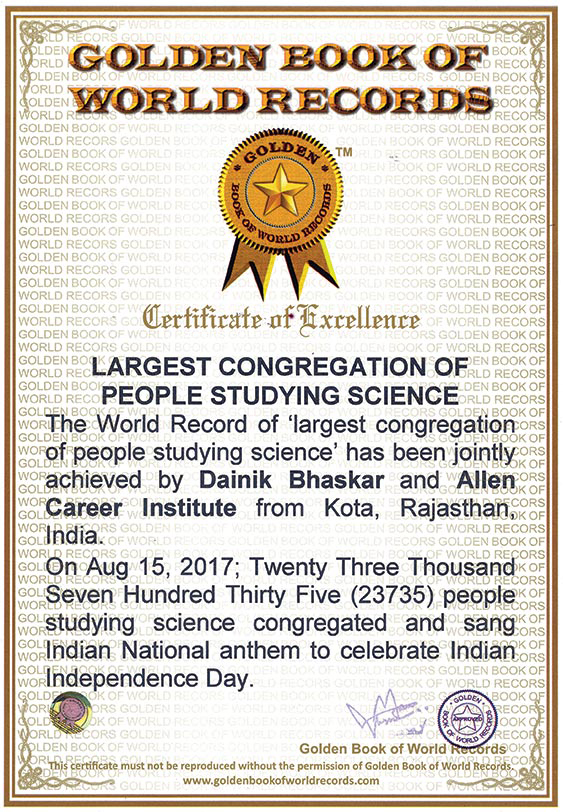 GOLDEN BOOK OF
WORLD RECORDS
GOLDEN
BOOK OF WORLD RECORDS
TM
Certificate of Excellence
LARGEST CONGREGATION OF
PEOPLE STUDYING SCIENCE
The World Record of ‘largest congregation
of people studying science’ has been jointly
achieved by Dainik Bhaskar and Allen
Career Institute from Kota, Rajasthan,
India.
On Aug 15, 2017; Twenty Three Thousand
Seven Hundred Thirty Five (23735) people
studying science congregated and sang
Indian National anthem to celebrate Indian
Independence Day.
GOLDEN
APPROVED
BOOK OF WORLD RECORDS
Golden Book of World Records
This certificate must not be reproduced without the permission of Golden Book of World Records.
www.goldenbookofworldrecords.com